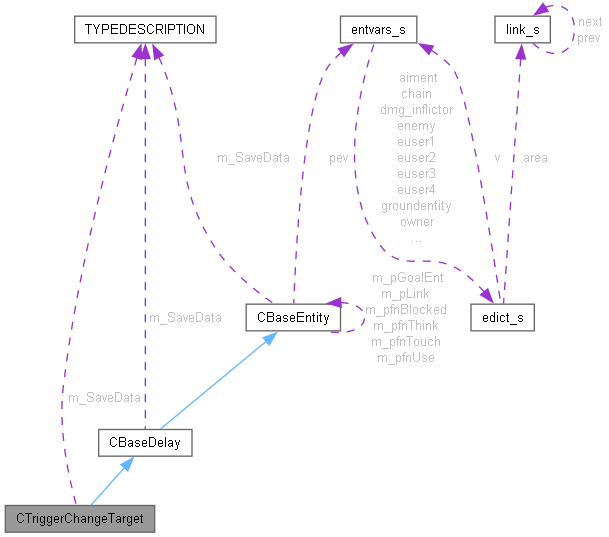 TYPEDESCRIPTION
entvars_s
link_s
next
prev
aiment
chain
dmg_inflictor
enemy
euser1
euser2
euser3
euser4
groundentity
owner
...
m_SaveData
pev
v
area
m_pGoalEnt
m_pLink
m_pfnBlocked
m_pfnThink
m_pfnTouch
m_pfnUse
CBaseEntity
edict_s
m_SaveData
m_SaveData
CBaseDelay
CTriggerChangeTarget